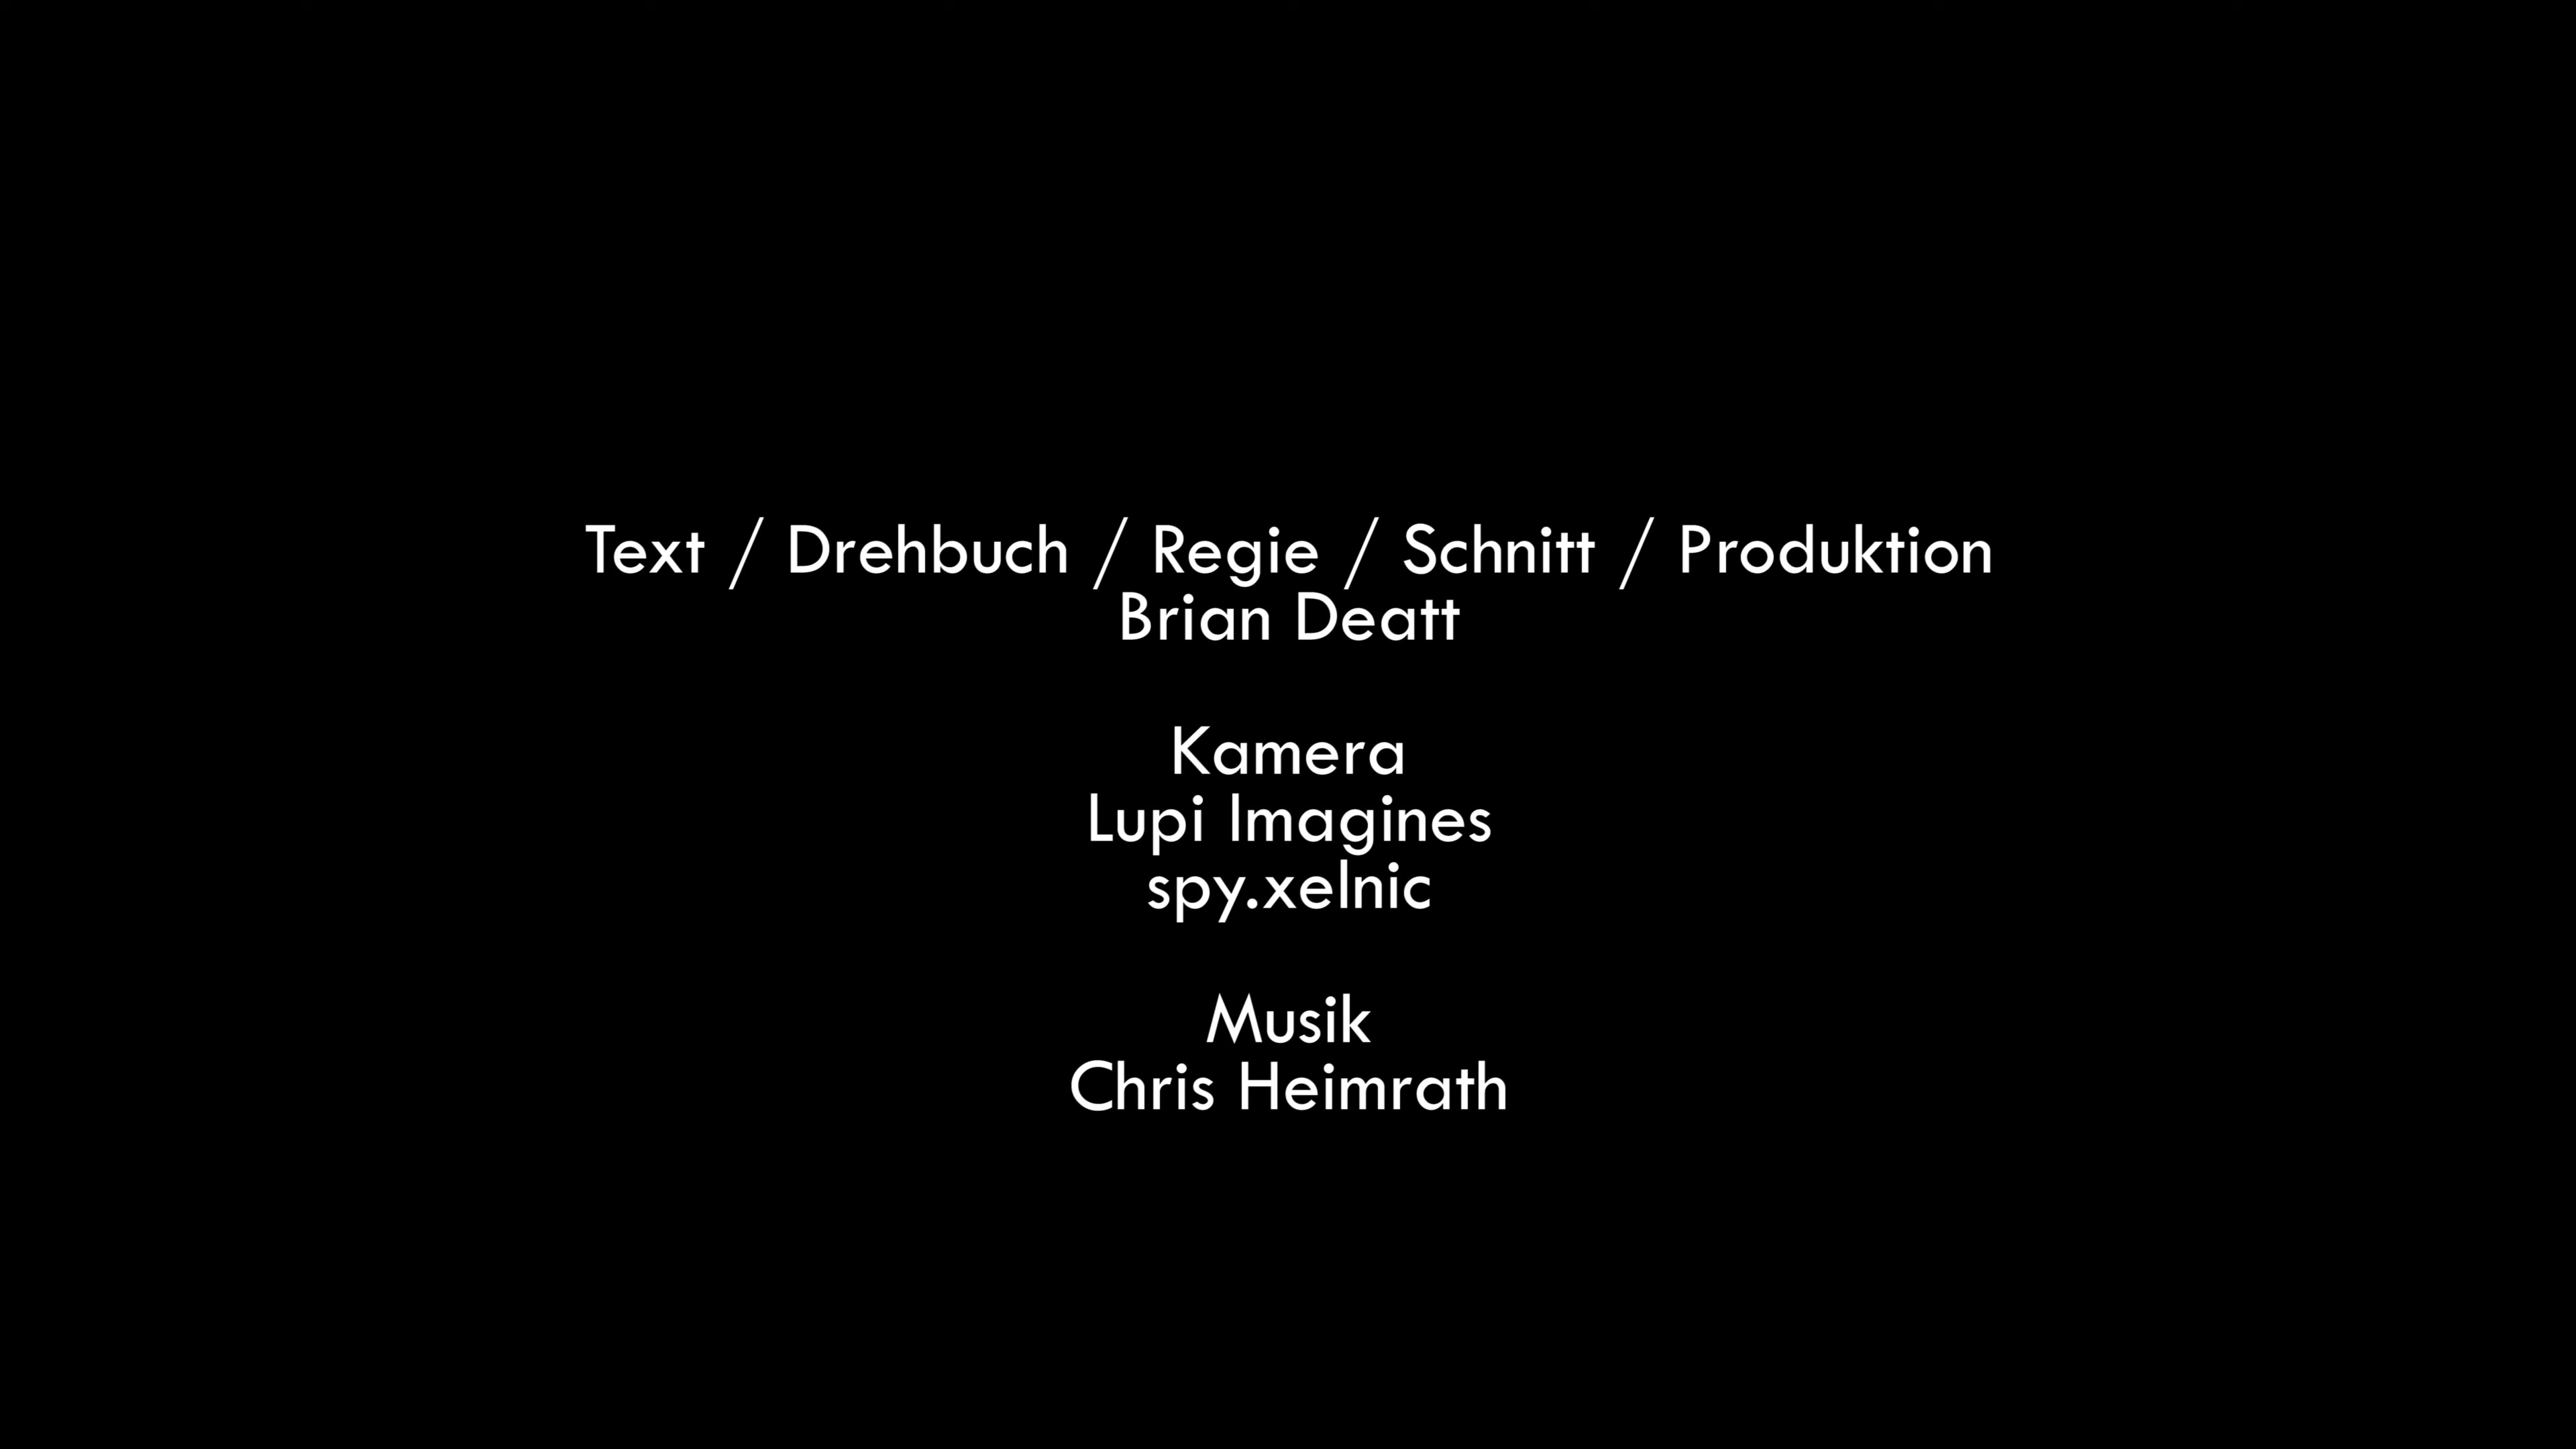 Text / Drehbuch / Regie / Schnitt / Produktion
Brian Deatt
Kamera
Lupi Imagines
spy.xelnic
Musik
Chris Heimrath